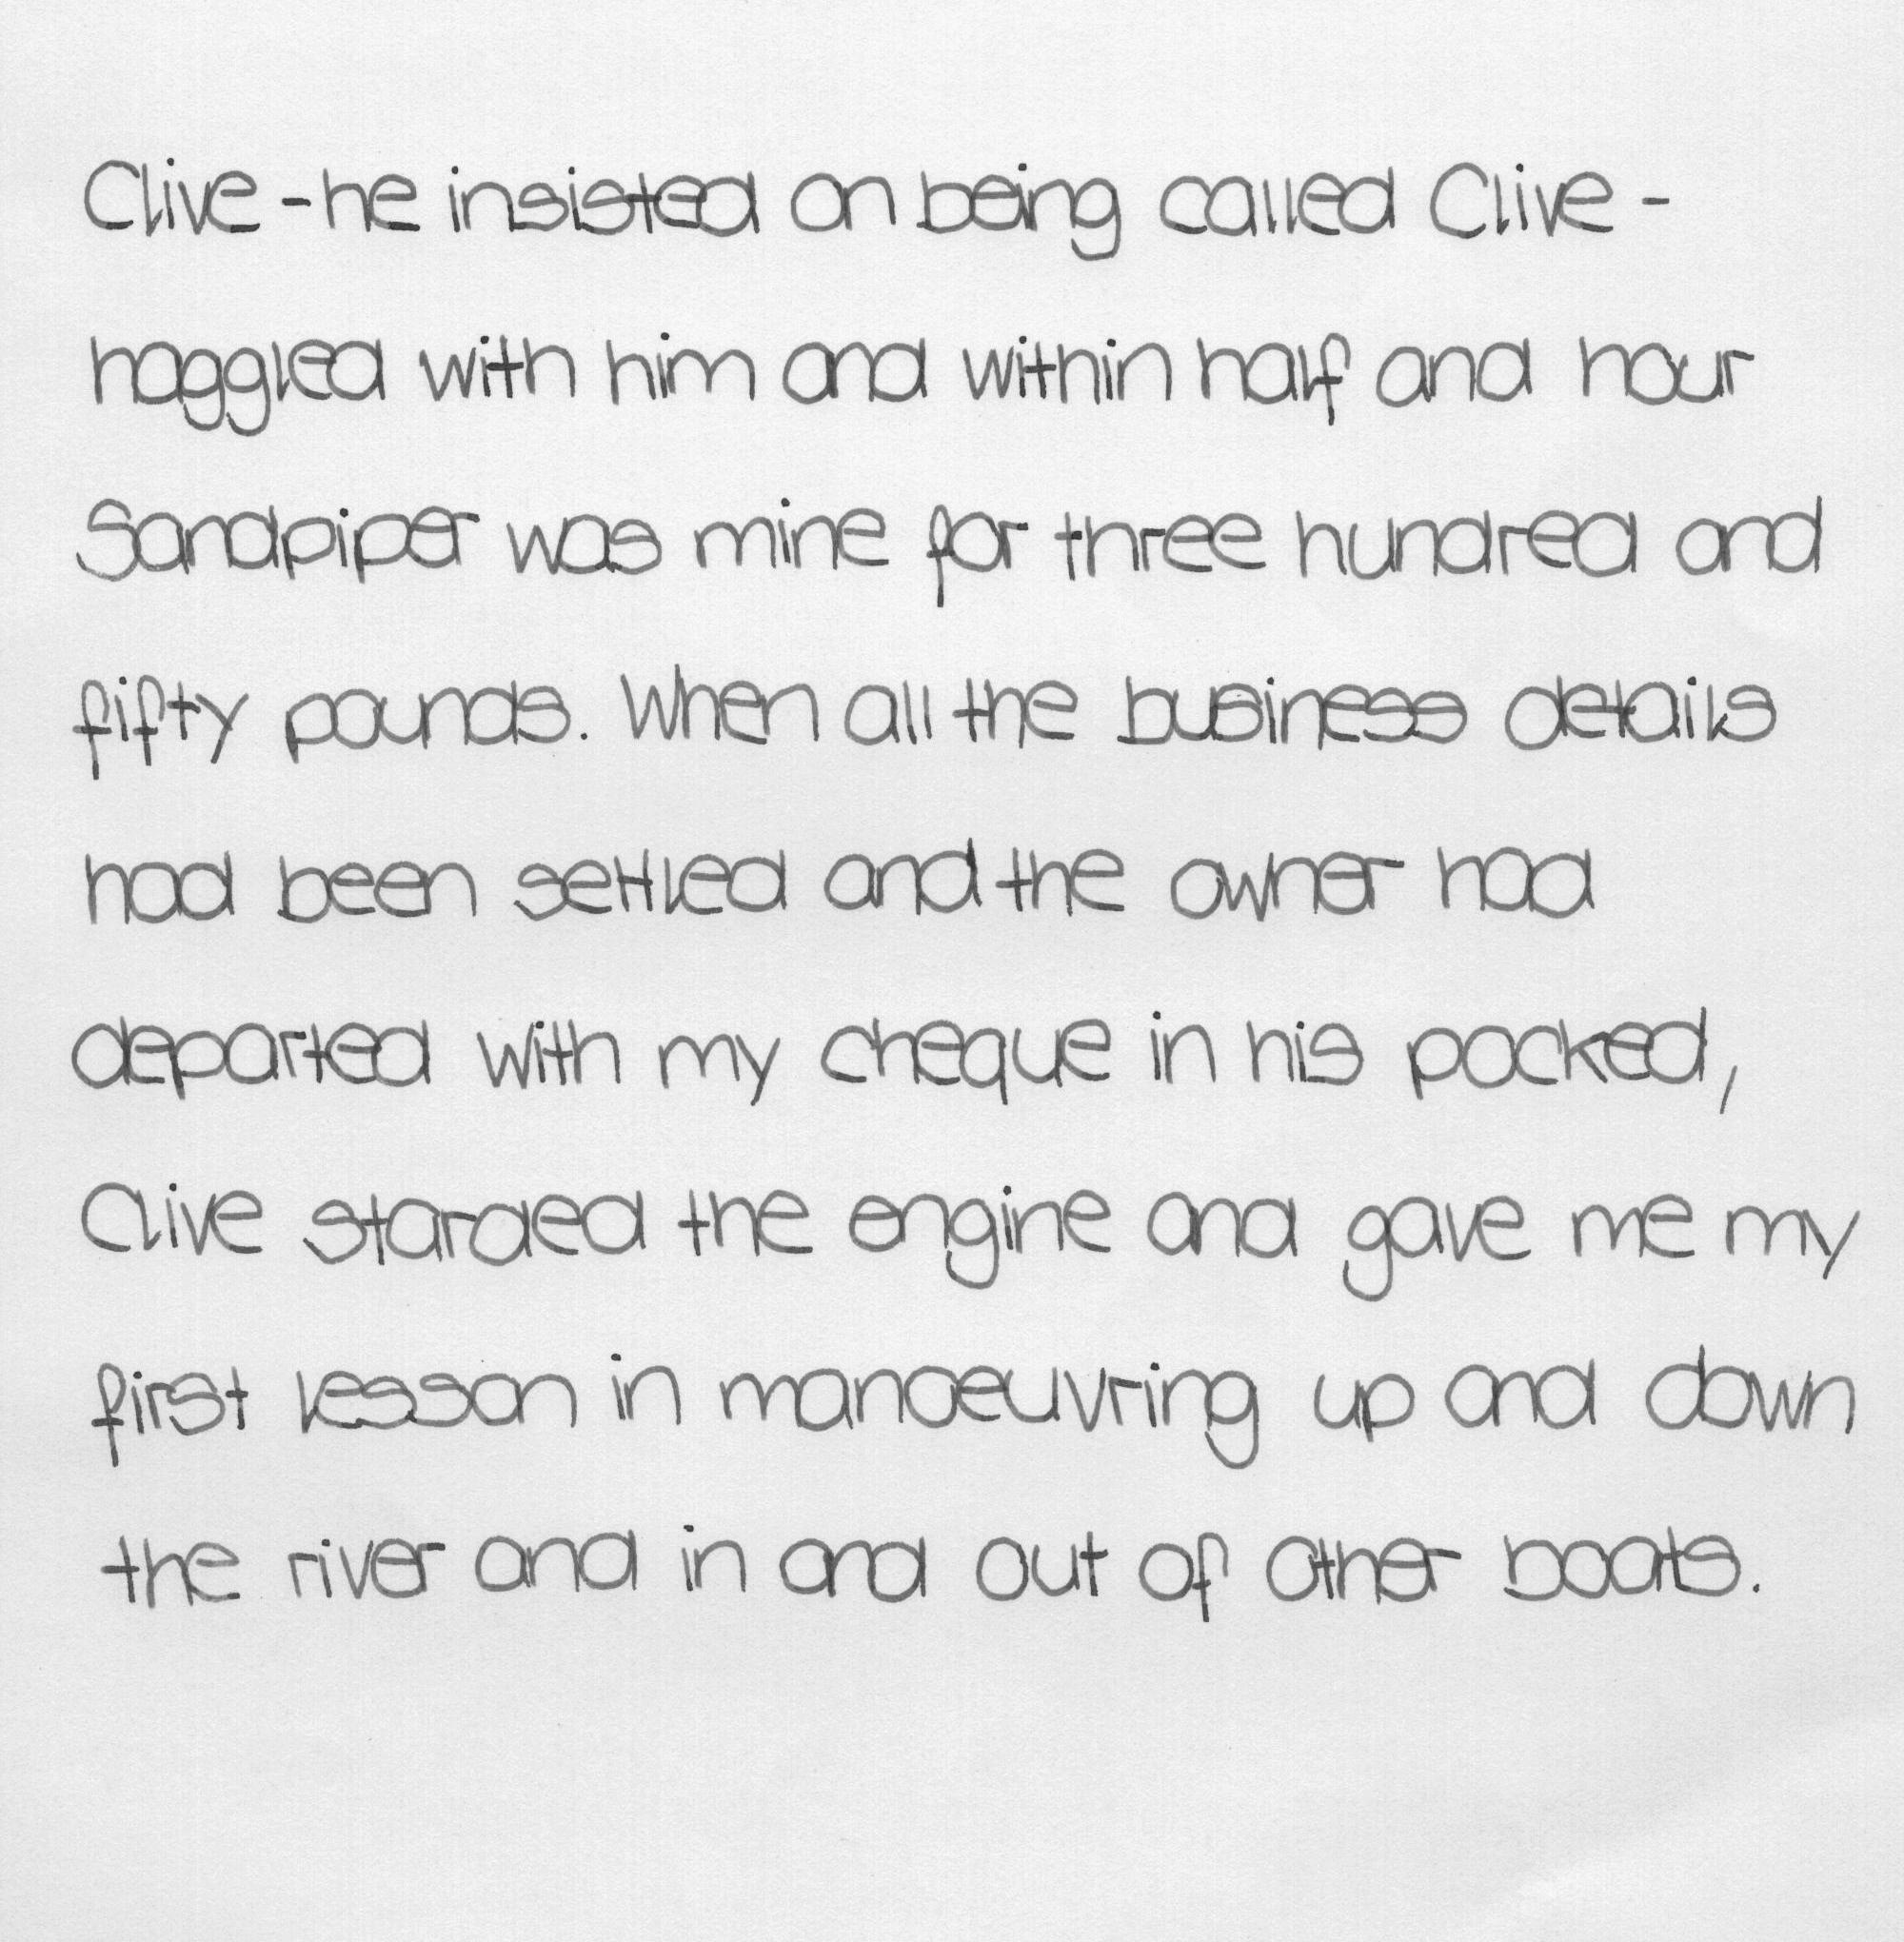 Clive - he insisted on being called Clive -
haggled with him and within half and hour
Sandpiper was mine for three hundred and
fifty pounds. When all the business details
had been settled and the owner had
departed with my cheque in his pocked,
Clive starded the engine and gave me my
first lesson in manoeuvring up and down
the river and in and out of other boats.